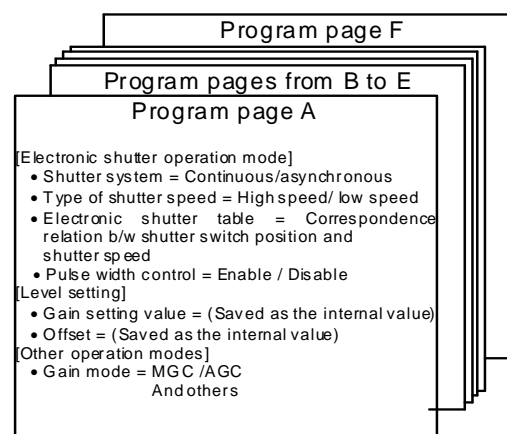 Program page F
Program pages from B to E
Program page A
[Electronic shutter operation mode]
• Shutter system = Continuous/asynchronous
• Type of shutter speed = High speed/ low speed
• Electronic shutter table = Correspondence
relation b/w shutter switch position and
shutter speed
• Pulse width control = Enable / Disable
[Level setting]
• Gain setting value = (Saved as the internal value)
• Offset = (Saved as the internal value)
[Other operation modes]
• Gain mode = MGC /AGC
And others